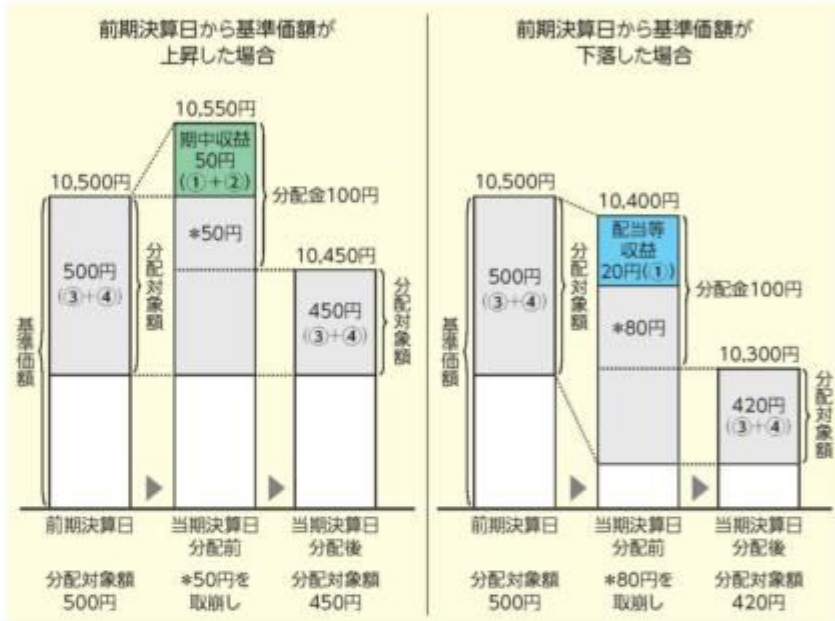 前期決算日から基準価額が
上昇した場合
10,550円
期中収益
50円
(①+②)
10,500円
分配金100円
*50円
10,450円
500円
(③+④)
分配対象額
450円
(③+④)
分配対象額
基準価額
前期決算日
当期決算日
分配前
当期決算日
分配後
分配対象額
500円
*50円を
取崩し
分配対象額
450円
前期決算日から基準価額が
下落した場合
10,500円
10,400円
配当等
収益
20円(①)
500円
(③+④)
分配対象額
分配金100円
*80円
10,300円
基準価額
420円
(③+④)
分配対象額
前期決算日
当期決算日
分配前
当期決算日
分配後
分配対象額
500円
*80円を
取崩し
分配対象額
420円